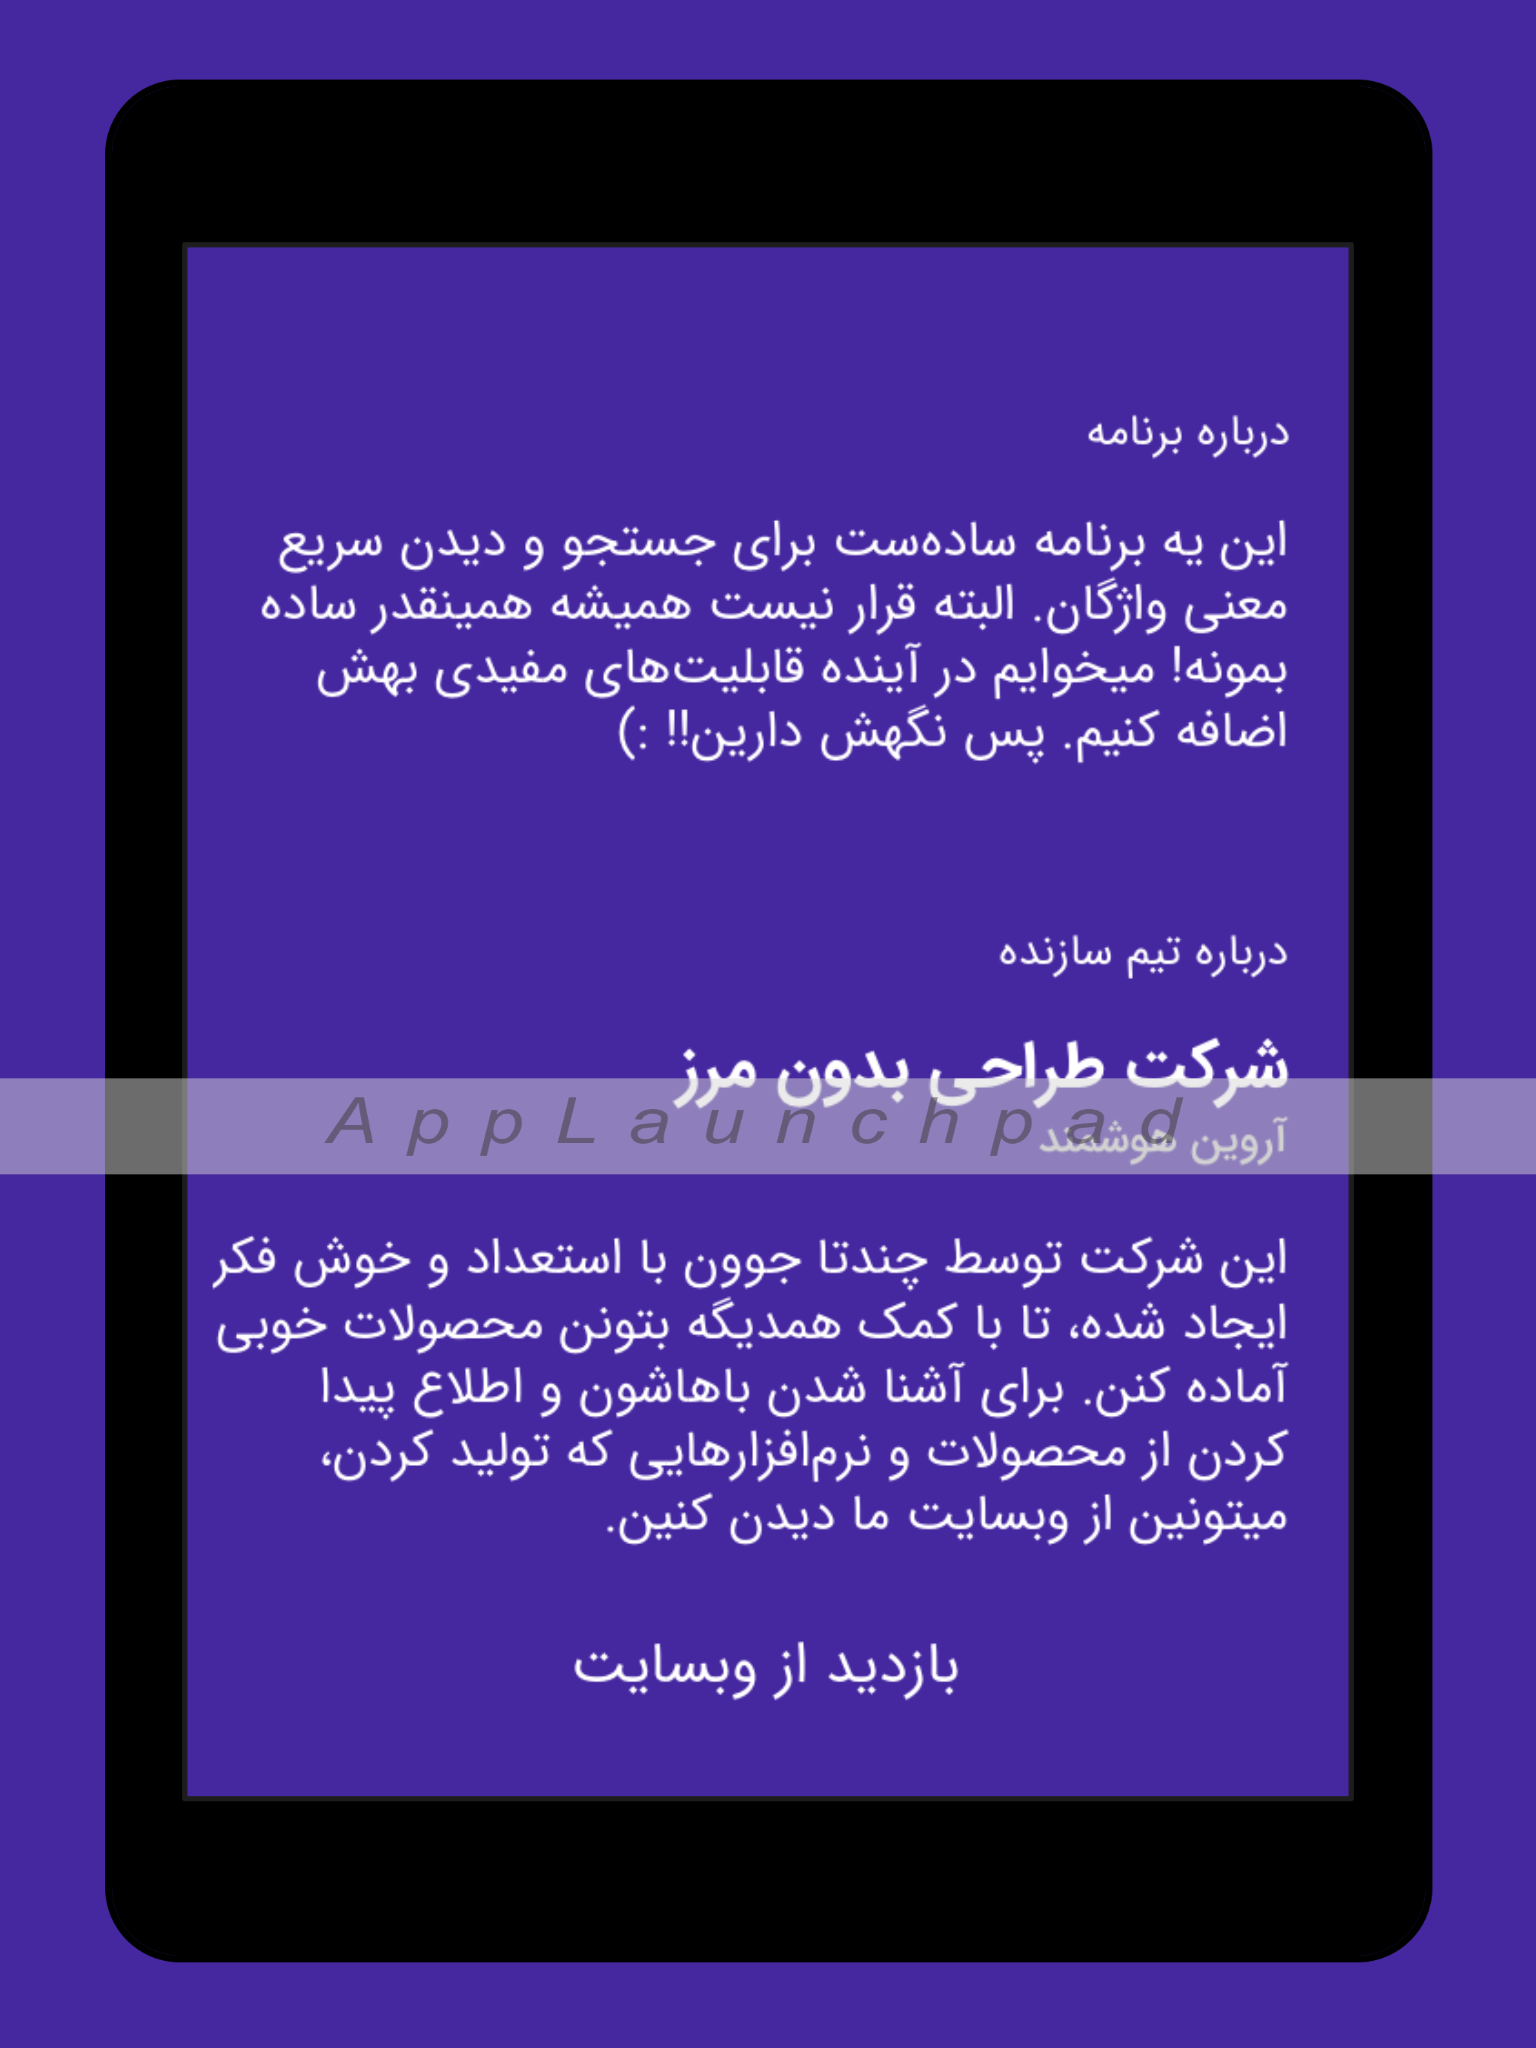 درباره برنامه
این یه برنامه ساده‌ست برای جستجو و دیدن سریع
معنی واژگان. البته قرار نیست همیشه همینقدر ساده
بمونه! میخوایم در آینده قابلیت‌های مفیدی بهش
اضافه کنیم. پس نگهش دارین!! :)
درباره تیم سازنده
شرکت طراحی بدون مرز
AppLaunchpad
آروین هوشمند
این شرکت توسط چندتا جوون با استعداد و خوش فکر
ایجاد شده، تا با کمک همدیگه بتونن محصولات خوبی
آماده کنن. برای آشنا شدن باهاشون و اطلاع پیدا
کردن از محصولات و نرم‌افزارهایی که تولید کردن،
میتونین از وبسایت ما دیدن کنین.
بازدید از وبسایت